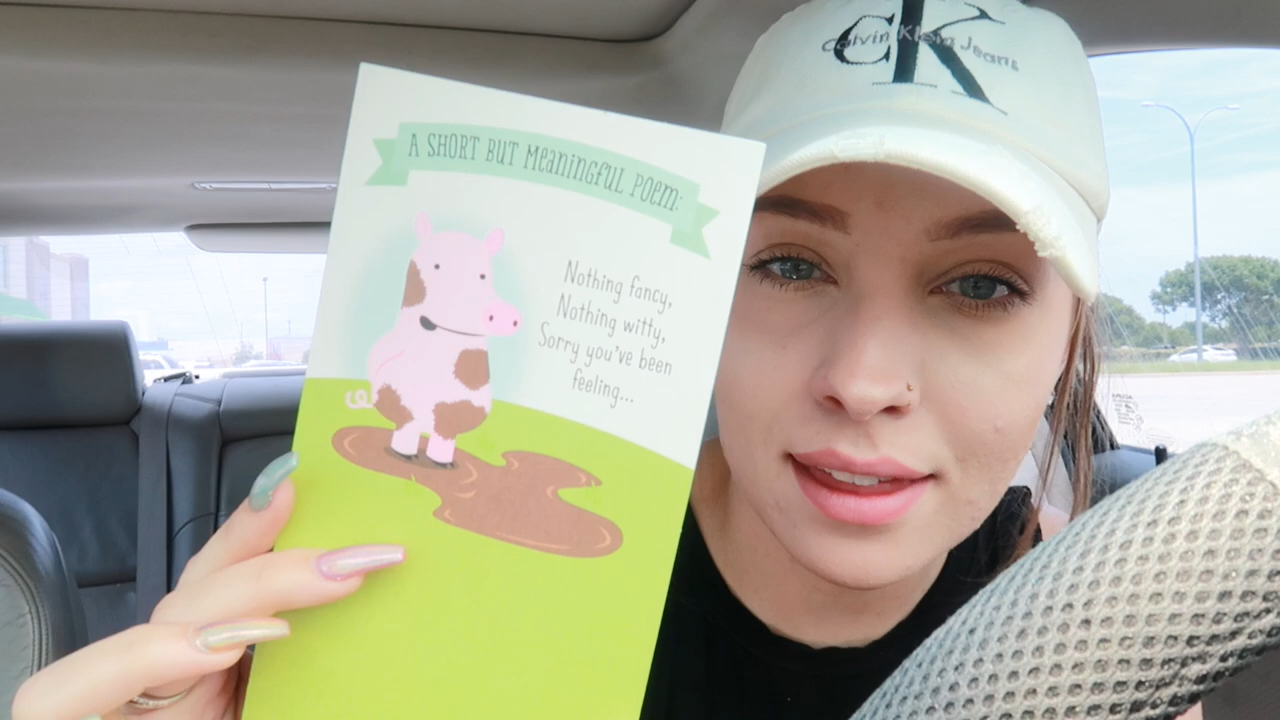 A SHORT BUT MEANINGFUL POEM:
Nothing fancy,
Nothing witty,
Sorry you've been
feeling...
CK
Calvin Klein Jeans